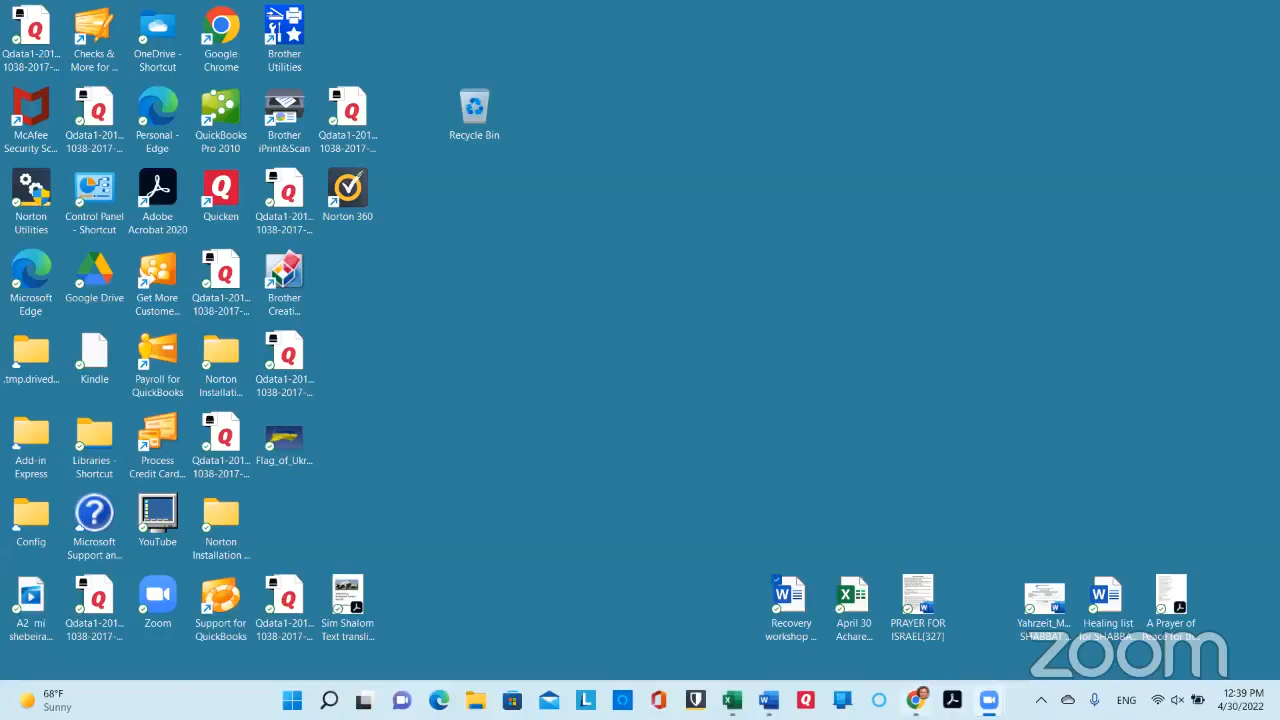 Qdata1-201...
1038-2017-...
Checks &
More for ...
OneDrive -
Shortcut
Google
Chrome
Brother
Utilities
McAfee
Security Sc...
Qdata1-201...
1038-2017-...
Personal -
Edge
QuickBooks
Pro 2010
Brother
iPrint&Scan
Qdata1-201...
1038-2017-...
Recycle Bin
Norton
Utilities
Control Panel
- Shortcut
Adobe
Acrobat 2020
Quicken
Qdata1-201...
1038-2017-...
Norton 360
Microsoft
Edge
Google Drive
Get More
Custome...
Qdata1-201...
1038-2017-...
Brother
Creati...
.tmp.drived...
Kindle
Payroll for
QuickBooks
Norton
Installati...
Qdata1-201...
1038-2017-...
Add-in
Express
Libraries -
Shortcut
Process
Credit Card...
Qdata1-201...
1038-2017-...
Flag_of_Ukr...
Config
Microsoft
Support an...
YouTube
Norton
Installation ...
A2 mi
shebeira...
Qdata1-201...
1038-2017-...
Zoom
Support for
QuickBooks
Qdata1-201...
1038-2017-...
Sim Shalom
Text transli...
Recovery
workshop ...
April 30
Achare...
PRAYER FOR
ISRAEL[327]
Yahrzeit_M...
SHABBAT ...
Healing list
for SHABBA...
A Prayer of
Peace for th...
zoom
68°F
Sunny
ENG
12:39 PM
4/30/2022